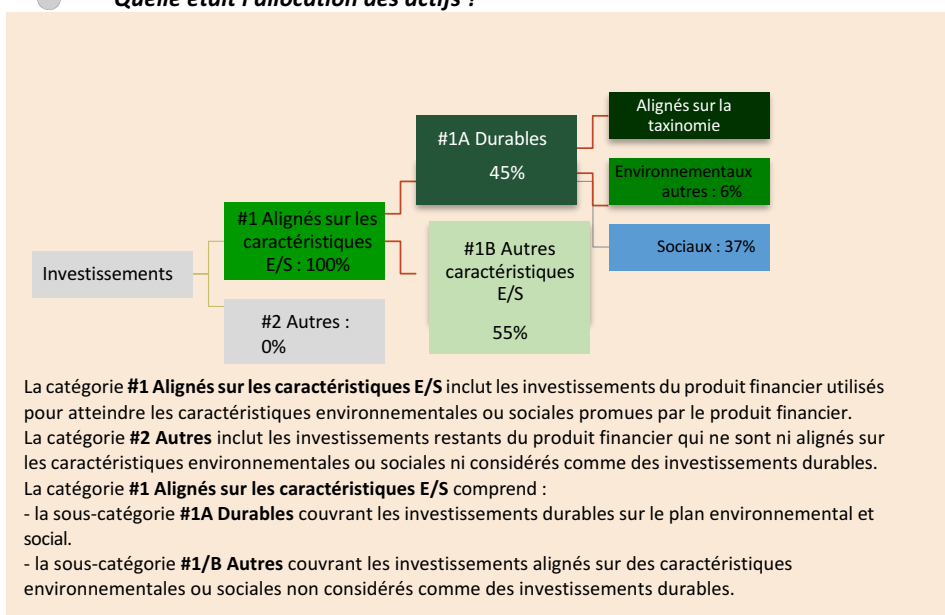 Quelle était l'allocation des actifs ?
Alignés sur la
taxinomie
#1A Durables
45%
Environnementaux
autres : 6%
#1 Alignés sur les
caractéristiques
E/S : 100%
Sociaux : 37%
#1B Autres
caractéristiques
E/S
55%
Investissements
#2 Autres :
0%
La catégorie #1 Alignés sur les caractéristiques E/S inclut les investissements du produit financier utilisés
pour atteindre les caractéristiques environnementales ou sociales promues par le produit financier.
La catégorie #2 Autres inclut les investissements restants du produit financier qui ne sont ni alignés sur
les caractéristiques environnementales ou sociales ni considérés comme des investissements durables.
La catégorie #1 Alignés sur les caractéristiques E/S comprend :
- la sous-catégorie #1A Durables couvrant les investissements durables sur le plan environnemental et
social.
- la sous-catégorie #1/B Autres couvrant les investissements alignés sur des caractéristiques
environnementales ou sociales non considérés comme des investissements durables.